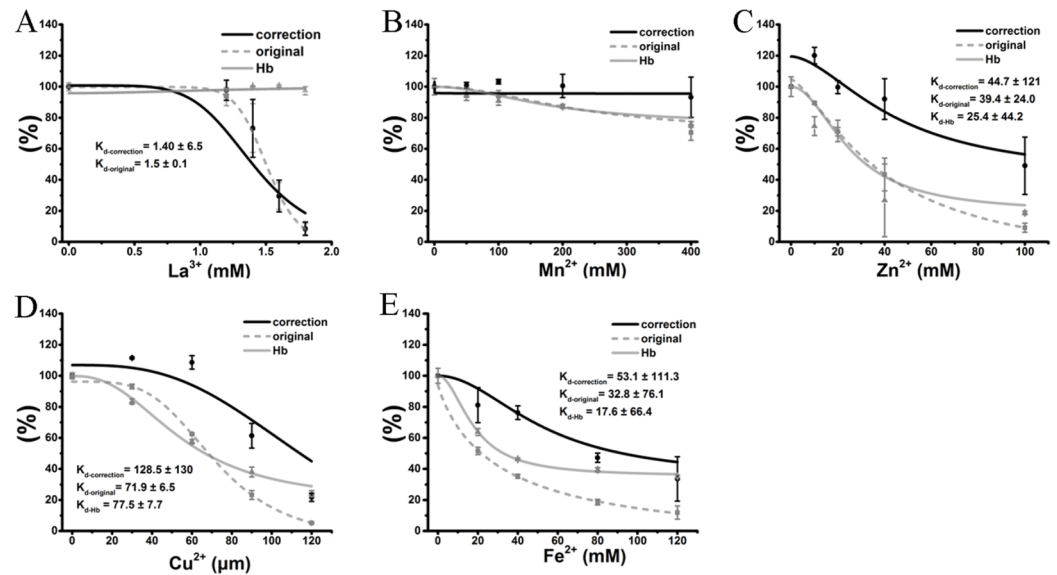 A
140
120
100
80
60
40
20
0
(%)
correction
original
Hb
Kd-correction = 1.40 ± 6.5
Kd-original = 1.5 ± 0.1
0.0 0.5 1.0 1.5 2.0
La³⁺ (mM)
B
140
120
100
80
60
40
20
0
(%)
correction
original
Hb
0 100 200 300 400
Mn²⁺ (mM)
C
140
120
100
80
60
40
20
0
(%)
correction
original
Hb
Kd-correction = 44.7 ± 121
Kd-original = 39.4 ± 24.0
Kd-Hb = 25.4 ± 44.2
0 20 40 60 80 100
Zn²⁺ (mM)
D
140
120
100
80
60
40
20
0
(%)
correction
original
Hb
Kd-correction = 128.5 ± 130
Kd-original = 71.9 ± 6.5
Kd-Hb = 77.5 ± 7.7
0 20 40 60 80 100 120
Cu²⁺ (μm)
E
140
120
100
80
60
40
20
0
(%)
correction
original
Hb
Kd-correction = 53.1 ± 111.3
Kd-original = 32.8 ± 76.1
Kd-Hb = 17.6 ± 66.4
0 20 40 60 80 100 120
Fe²⁺ (mM)